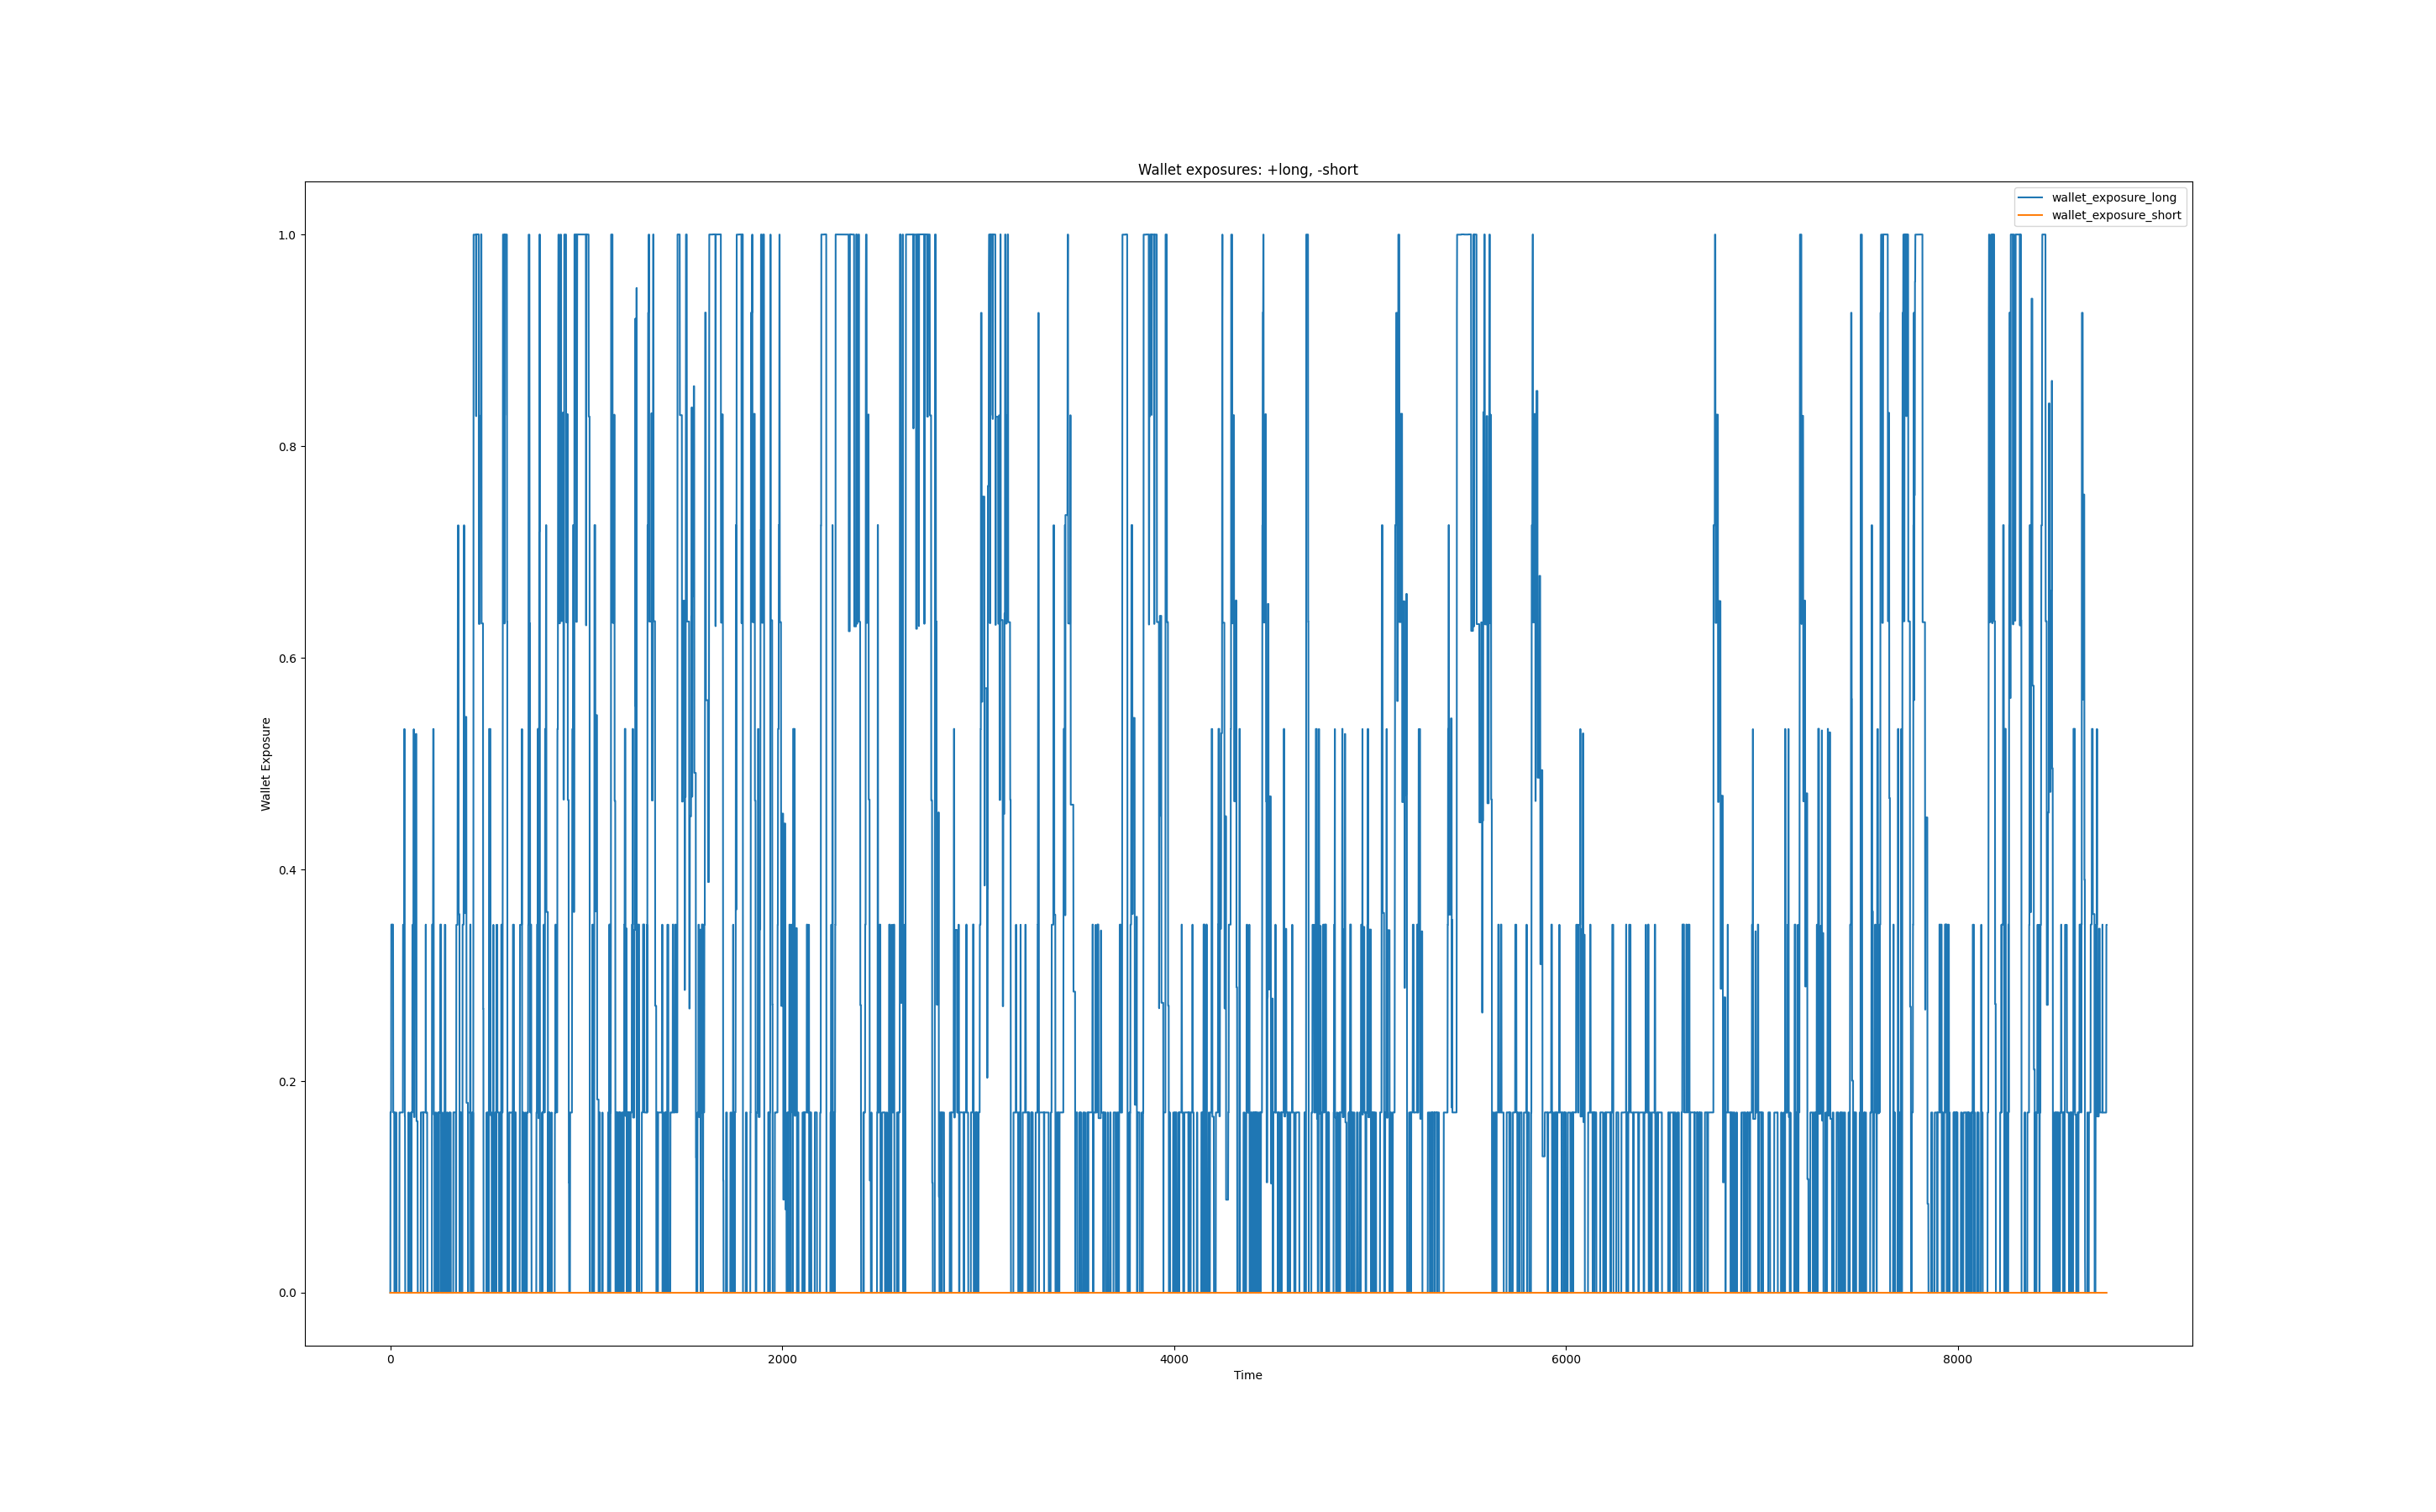 Wallet exposures: +long, -short
wallet_exposure_long
wallet_exposure_short
1.0
0.8
0.6
0.4
0.2
0.0
Wallet Exposure
0 2000 4000 6000 8000
Time